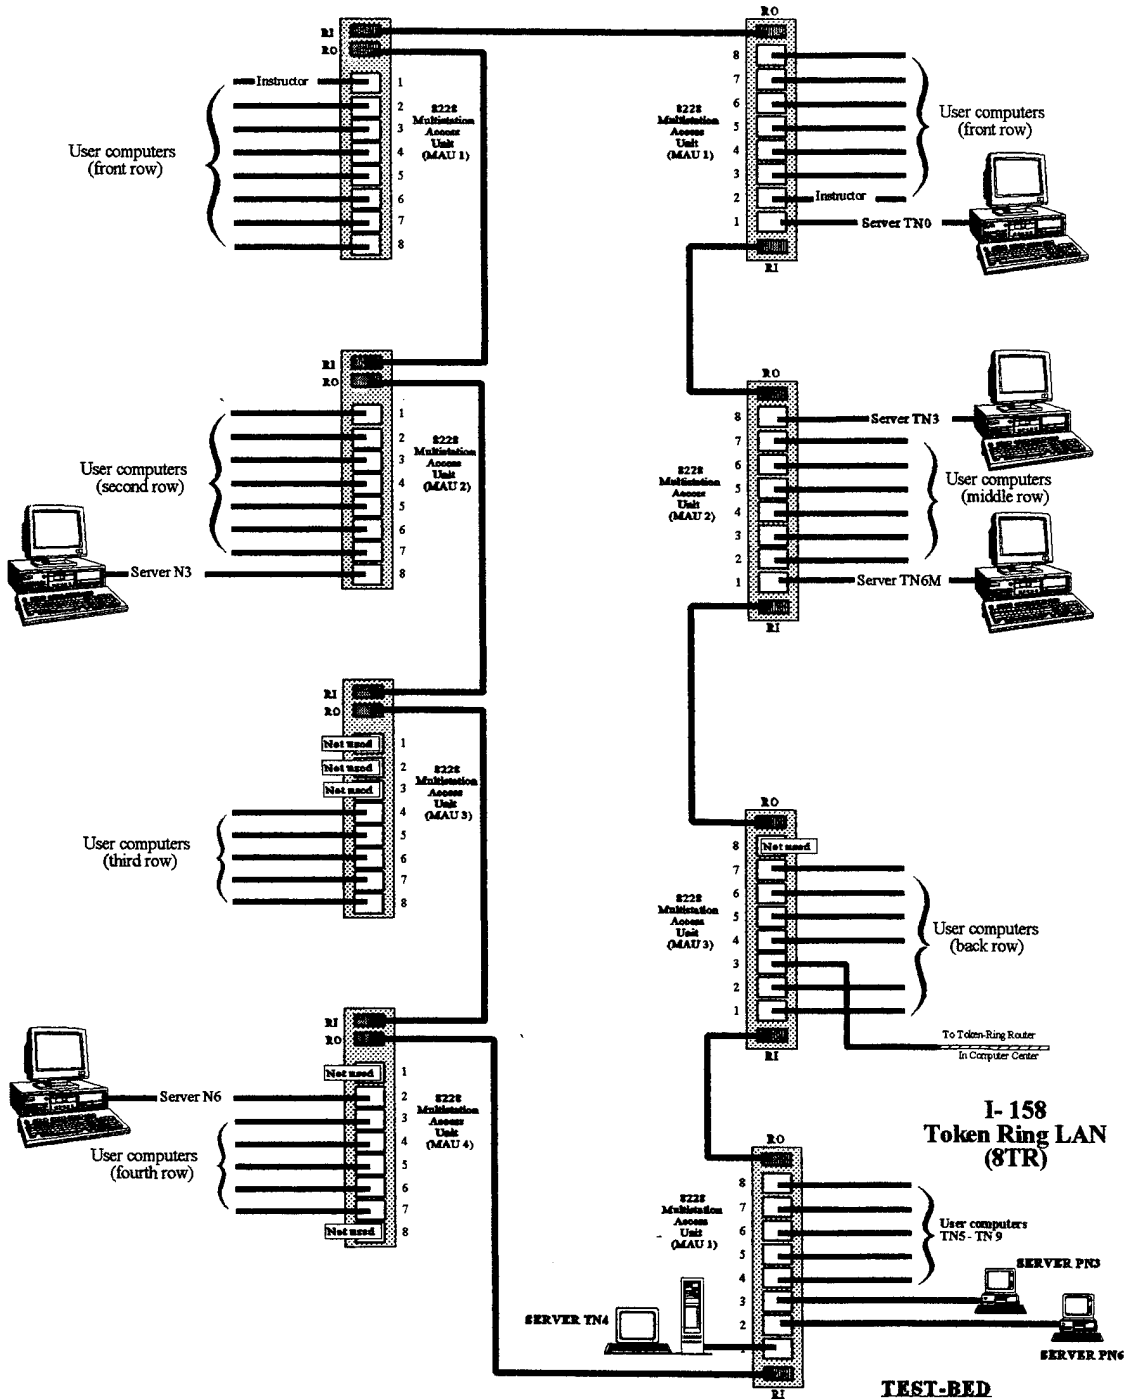 RI
RO
Instructor
1
2
3
4
5
6
7
8
User computers
(front row)
8228
Multistation
Access
Unit
(MAU 1)
RI
RO
1
2
3
4
5
6
7
8
User computers
(second row)
Server N3
8228
Multistation
Access
Unit
(MAU 2)
RI
RO
Not used
1
Not used
2
Not used
3
4
5
6
7
8
User computers
(third row)
8228
Multistation
Access
Unit
(MAU 3)
RI
RO
Not used
1
Server N6
2
3
4
5
6
7
Not used
8
User computers
(fourth row)
8228
Multistation
Access
Unit
(MAU 4)
RO
8
7
6
5
4
3
2
Instructor
1
Server TN0
RI
8228
Multistation
Access
Unit
(MAU 1)
User computers
(front row)
RO
8
Server TN3
7
6
5
4
3
2
1
Server TN6M
RI
8228
Multistation
Access
Unit
(MAU 2)
User computers
(middle row)
RO
8
Not used
7
6
5
4
3
2
1
RI
8228
Multistation
Access
Unit
(MAU 3)
User computers
(back row)
To Token-Ring Router
In Computer Center
I- 158
Token Ring LAN
(8TR)
RO
8
7
6
5
4
3
2
1
RI
8228
Multistation
Access
Unit
(MAU 1)
User computers
TN5 - TN 9
SERVER PN3
SERVER PN6
SERVER TN4
TEST-BED